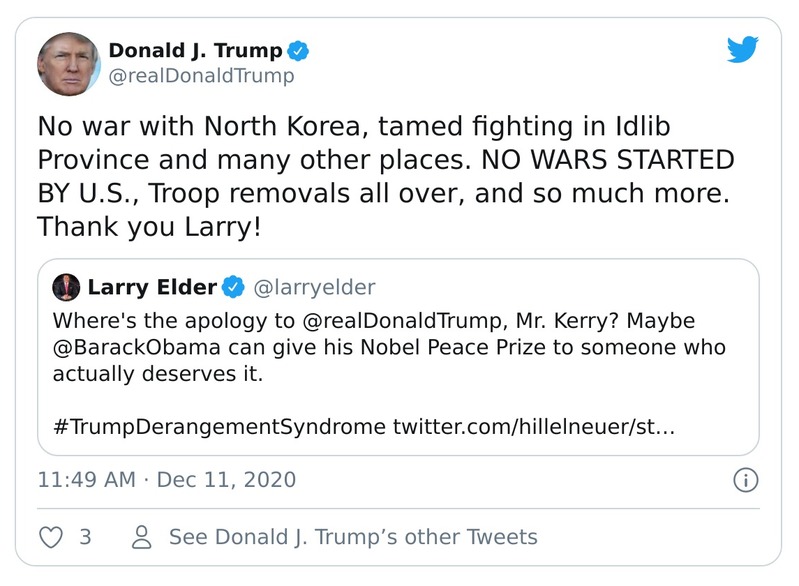 Donald J. Trump
@realDonaldTrump
No war with North Korea, tamed fighting in Idlib
Province and many other places. NO WARS STARTED
BY U.S., Troop removals all over, and so much more.
Thank you Larry!
Larry Elder @larryelder
Where's the apology to @realDonaldTrump, Mr. Kerry? Maybe
@BarackObama can give his Nobel Peace Prize to someone who
actually deserves it.
#TrumpDerangementSyndrome twitter.com/hillelneuer/st…
11:49 AM · Dec 11, 2020
3 See Donald J. Trump’s other Tweets